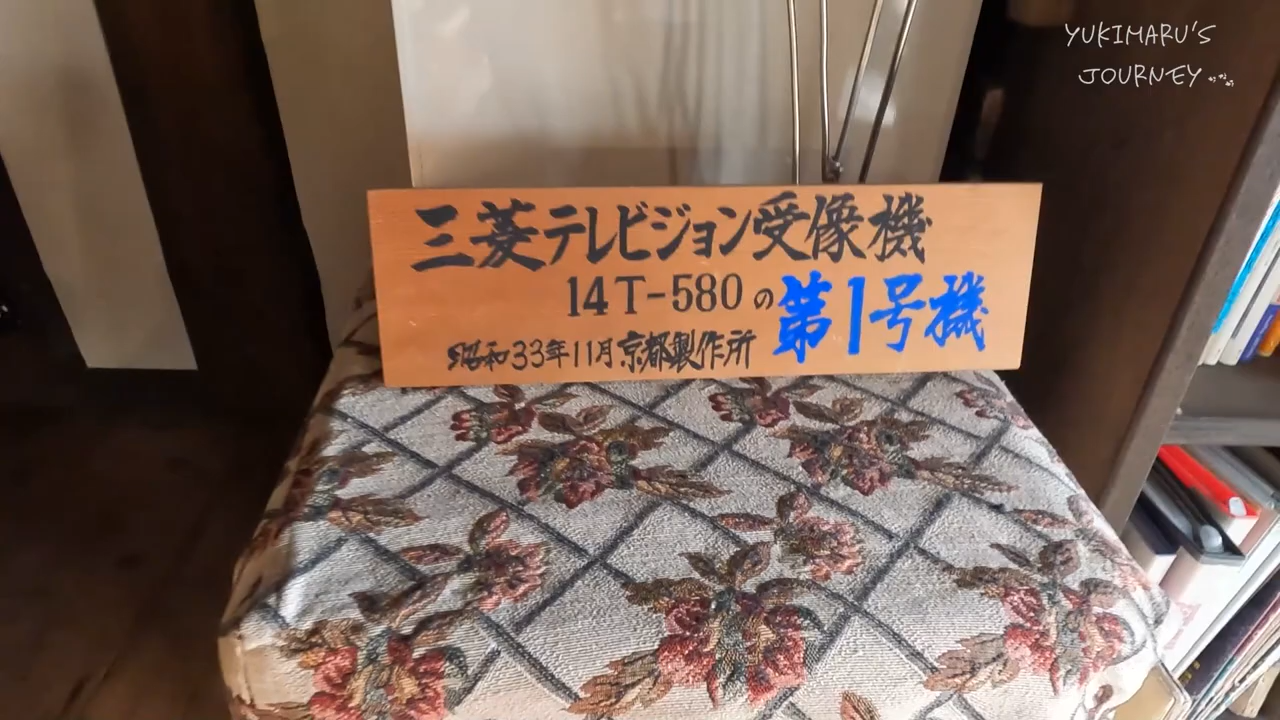 YUKIMARU'S
JOURNEY
三菱テレビジョン受像機
14T-580の第1号機
昭和33年11月京都製作所